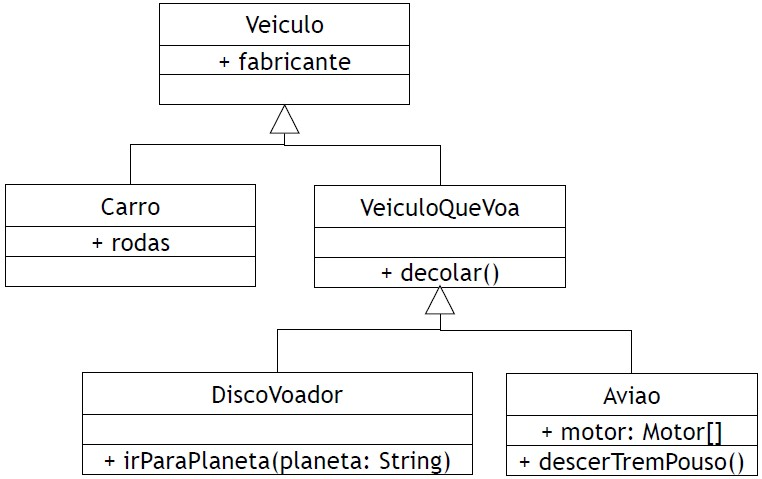 Veiculo
+ fabricante
Carro
+ rodas
VeiculoQueVoa
+ decolar()
DiscoVoador
+ irParaPlaneta(planeta: String)
Aviao
+ motor: Motor[]
+ descerTremPouso()